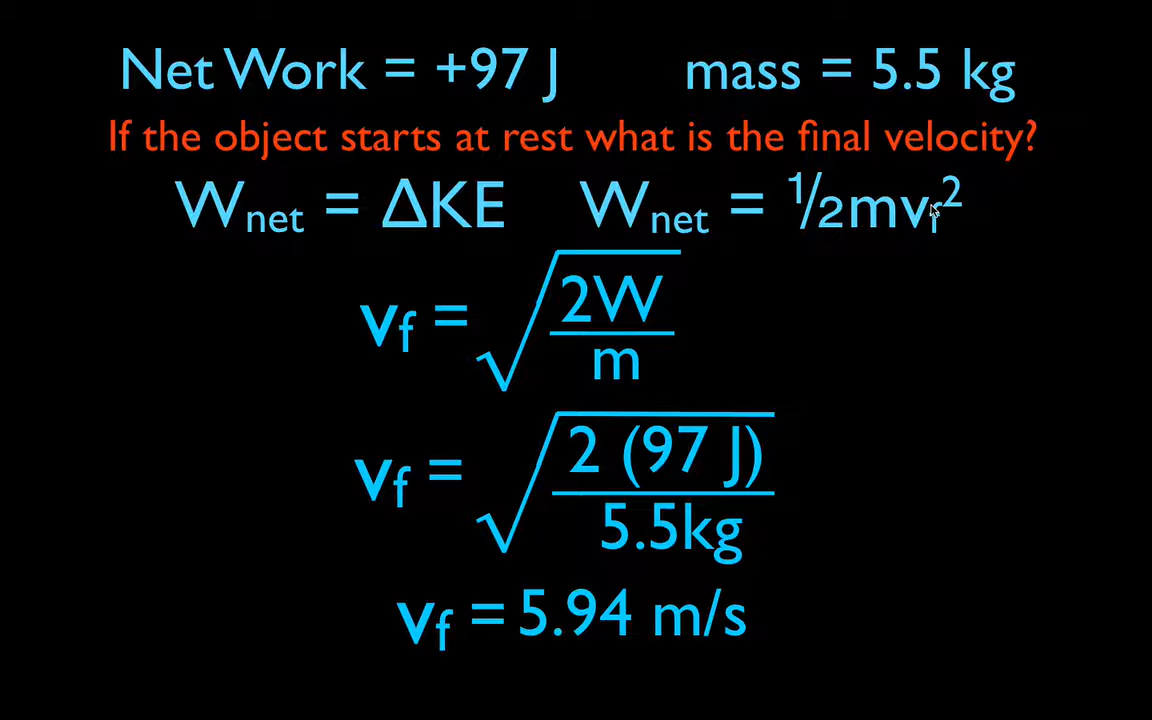 Net Work = +97 J mass = 5.5 kg
If the object starts at rest what is the final velocity?
Wnet = ΔKE Wnet = ½mvf²
vf = √(2W/m)
vf = √(2 (97 J)/5.5kg)
vf = 5.94 m/s